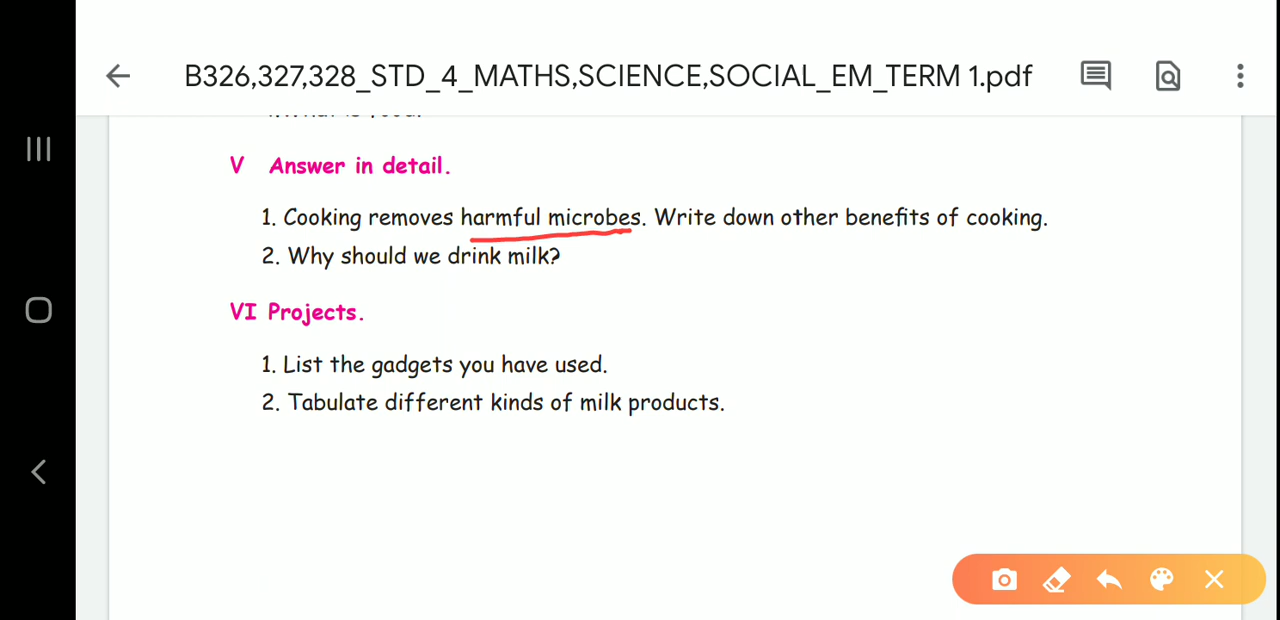 B326,327,328_STD_4_MATHS,SCIENCE,SOCIAL_EM_TERM 1.pdf
V Answer in detail.
1. Cooking removes harmful microbes. Write down other benefits of cooking.
2. Why should we drink milk?
VI Projects.
1. List the gadgets you have used.
2. Tabulate different kinds of milk products.